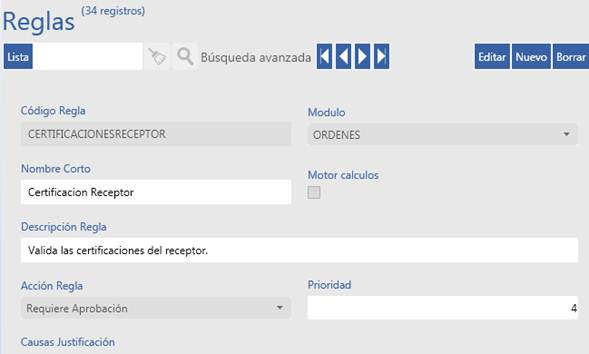 Reglas (34 registros)
Lista Búsqueda avanzada Editar Nuevo Borrar
Código Regla Modulo
CERTIFICACIONESRECEPTOR ORDENES
Nombre Corto Motor calculos
Certificacion Receptor
Descripción Regla
Valida las certificaciones del receptor.
Acción Regla Prioridad
Requiere Aprobación 4
Causas Justificación